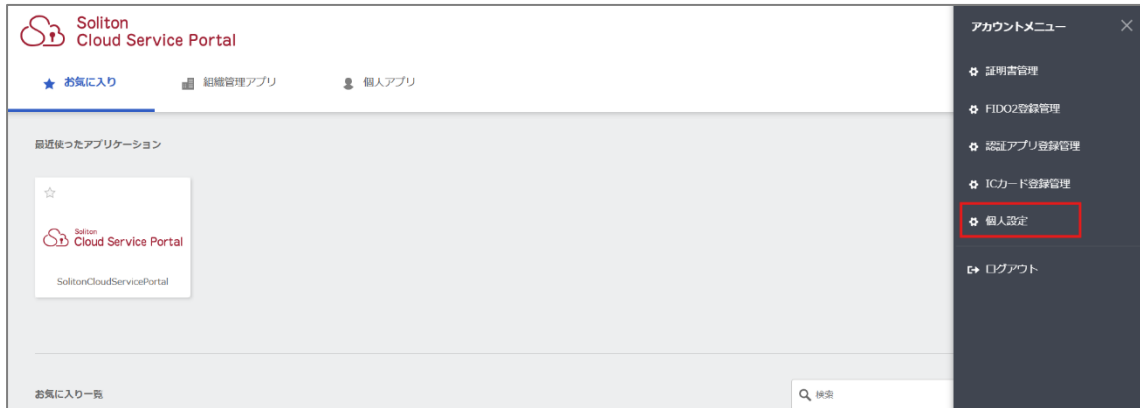 Soliton
Cloud Service Portal
お気に入り
組織管理アプリ
個人アプリ
最近使ったアプリケーション
Soliton
Cloud Service Portal
SolitonCloudServicePortal
お気に入り一覧
検索
アカウントメニュー
証明書管理
FIDO2登録管理
認証アプリ登録管理
ICカード登録管理
個人設定
ログアウト